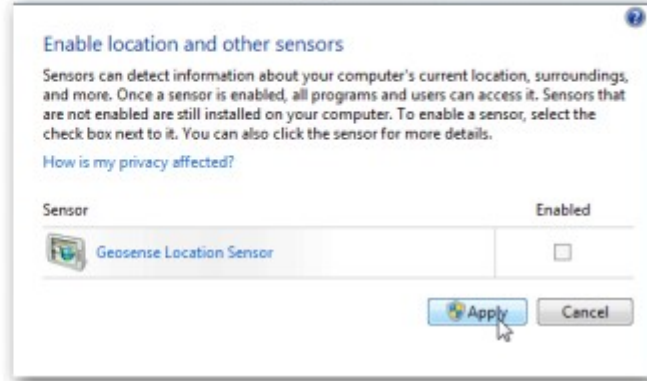 Enable location and other sensors
Sensors can detect information about your computer's current location, surroundings,
and more. Once a sensor is enabled, all programs and users can access it. Sensors that
are not enabled are still installed on your computer. To enable a sensor, select the
check box next to it. You can also click the sensor for more details.
How is my privacy affected?
Sensor Enabled
Geosense Location Sensor
Apply Cancel